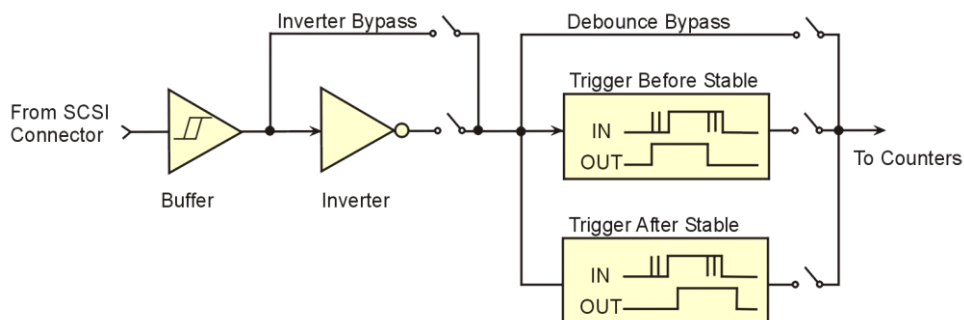 Inverter Bypass
Debounce Bypass
From SCSI
Connector
Buffer
Inverter
Trigger Before Stable
IN
OUT
To Counters
Trigger After Stable
IN
OUT